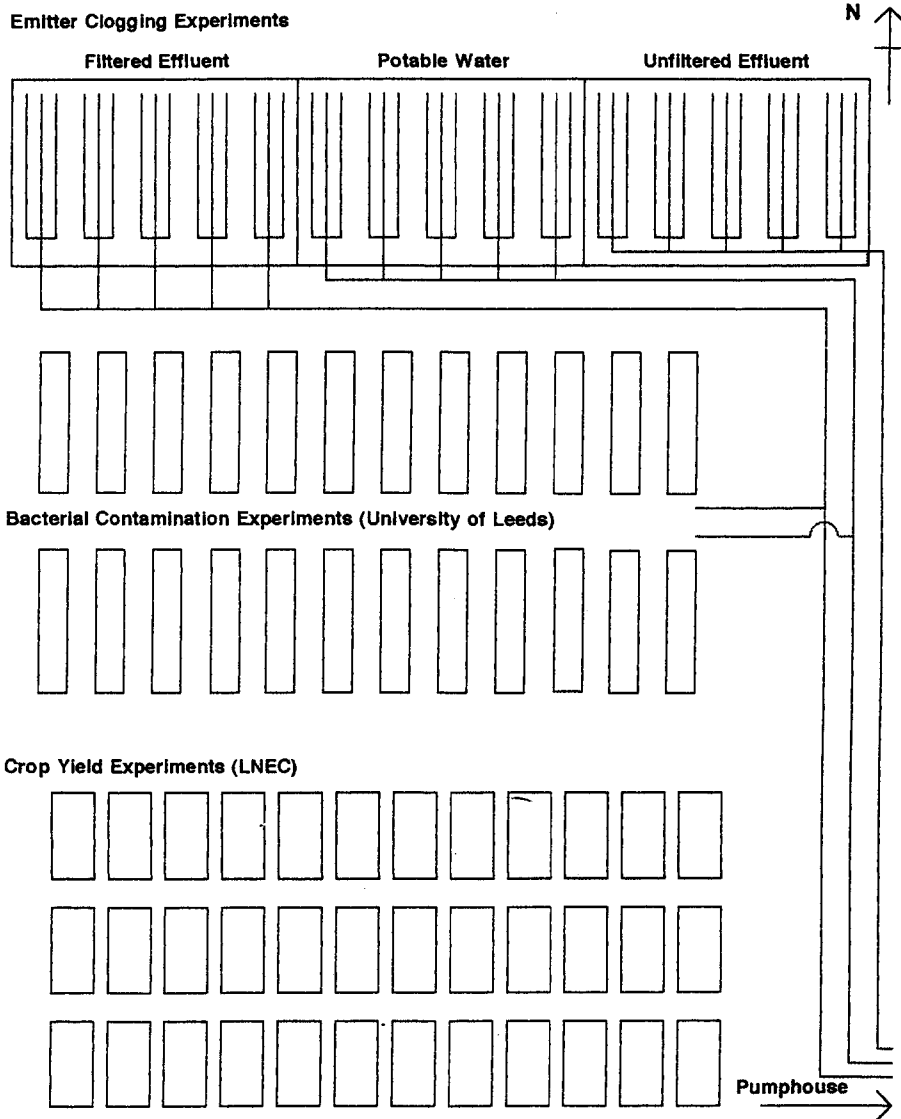 Emitter Clogging Experiments
N
Filtered Effluent
Potable Water
Unfiltered Effluent
Bacterial Contamination Experiments (University of Leeds)
Crop Yield Experiments (LNEC)
Pumphouse